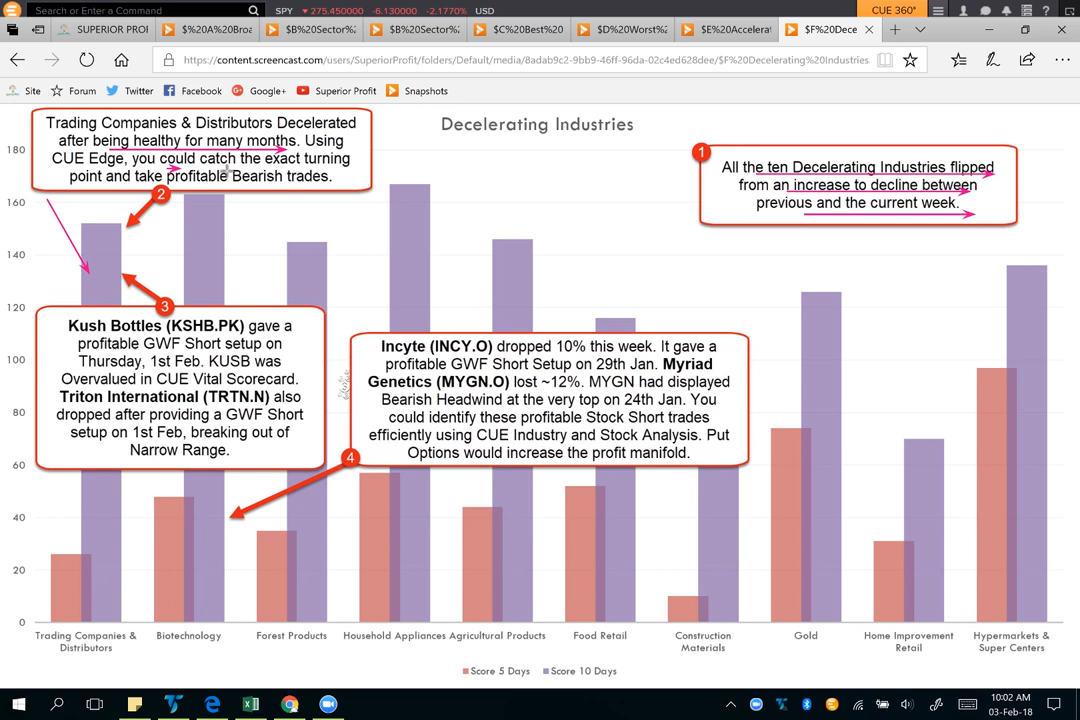 Search or Enter a Command
SPY ▼ 275.450000 -6.130000 -2.1770% USD
CUE 360°
SUPERIOR PROF
$%20A%20Broa
$%20B%20Sector%
$%20B%20Sector%
$%20C%20Best%20
$%20D%20Worst%2
$%20E%20Accelerat
$F%20Dece
https://content.screencast.com/users/SuperiorProfit/folders/Default/media/8adab9c2-9bb9-46ff-96da-02c4ed628dee/$F%20Decelerating%20Industries.
Site
Forum
Twitter
Facebook
Google+
Superior Profit
Snapshots
Decelerating Industries
Trading Companies & Distributors Decelerated
after being healthy for many months. Using
CUE Edge, you could catch the exact turning
point and take profitable Bearish trades.
2
1
All the ten Decelerating Industries flipped
from an increase to decline between
previous and the current week.
3
Kush Bottles (KSHB.PK) gave a
profitable GWF Short setup on
Thursday, 1st Feb. KUSB was
Overvalued in CUE Vital Scorecard.
Triton International (TRTN.N) also
dropped after providing a GWF Short
setup on 1st Feb, breaking out of
Narrow Range.
Incyte (INCY.O) dropped 10% this week. It gave a
profitable GWF Short Setup on 29th Jan. Myriad
Genetics (MYGN.O) lost ~12%. MYGN had displayed
Bearish Headwind at the very top on 24th Jan. You
could identify these profitable Stock Short trades
efficiently using CUE Industry and Stock Analysis. Put
Options would increase the profit manifold.
4
180
160
140
120
100
80
60
40
20
0
Trading Companies &
Distributors
Biotechnology
Forest Products
Household Appliances
Agricultural Products
Food Retail
Construction
Materials
Gold
Home Improvement
Retail
Hypermarkets &
Super Centers
Score 5 Days
Score 10 Days
10:02 AM
03-Feb-18